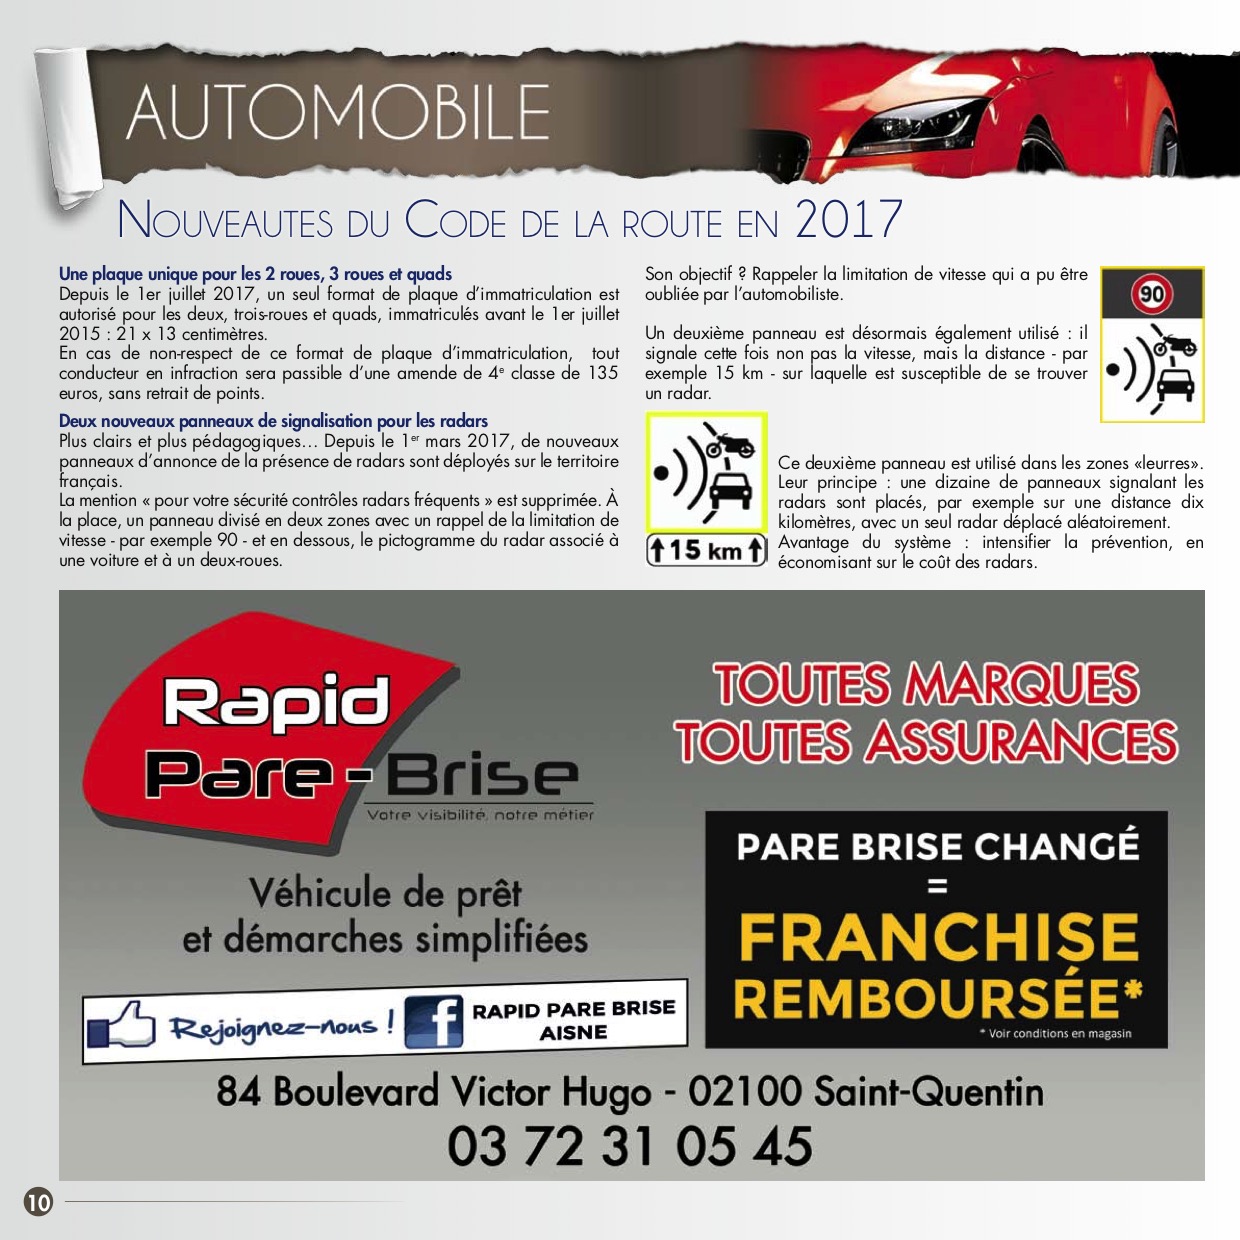 AUTOMOBILE
NOUVEAUTES DU CODE DE LA ROUTE EN 2017
Une plaque unique pour les 2 roues, 3 roues et quads
Depuis le 1er juillet 2017, un seul format de plaque d'immatriculation est
autorisé pour les deux, trois-roues et quads, immatriculés avant le 1er juillet
2015 : 21 x 13 centimètres.
En cas de non-respect de ce format de plaque d'immatriculation, tout
conducteur en infraction sera passible d'une amende de 4e classe de 135
euros, sans retrait de points.
Deux nouveaux panneaux de signalisation pour les radars
Plus clairs et plus pédagogiques… Depuis le 1er mars 2017, de nouveaux
panneaux d'annonce de la présence de radars sont déployés sur le territoire
français.
La mention « pour votre sécurité contrôles radars fréquents » est supprimée. À
la place, un panneau divisé en deux zones avec un rappel de la limitation de
vitesse - par exemple 90 - et en dessous, le pictogramme du radar associé à
une voiture et à un deux-roues.
Son objectif ? Rappeler la limitation de vitesse qui a pu être
oubliée par l'automobiliste.
90
Un deuxième panneau est désormais également utilisé : il
signale cette fois non pas la vitesse, mais la distance - par
exemple 15 km - sur laquelle est susceptible de se trouver
un radar.
15 km
Ce deuxième panneau est utilisé dans les zones «leurres».
Leur principe : une dizaine de panneaux signalant les
radars sont placés, par exemple sur une distance dix
kilomètres, avec un seul radar déplacé aléatoirement.
Avantage du système : intensifier la prévention, en
économisant sur le coût des radars.
Rapid
Pare-Brise
Votre visibilité, notre métier
Véhicule de prêt
et démarches simplifiées
Rejoignez-nous !
f
RAPID PARE BRISE
AISNE
TOUTES MARQUES
TOUTES ASSURANCES
PARE BRISE CHANGÉ
=
FRANCHISE
REMBOURSÉE*
* Voir conditions en magasin
84 Boulevard Victor Hugo - 02100 Saint-Quentin
03 72 31 05 45
10